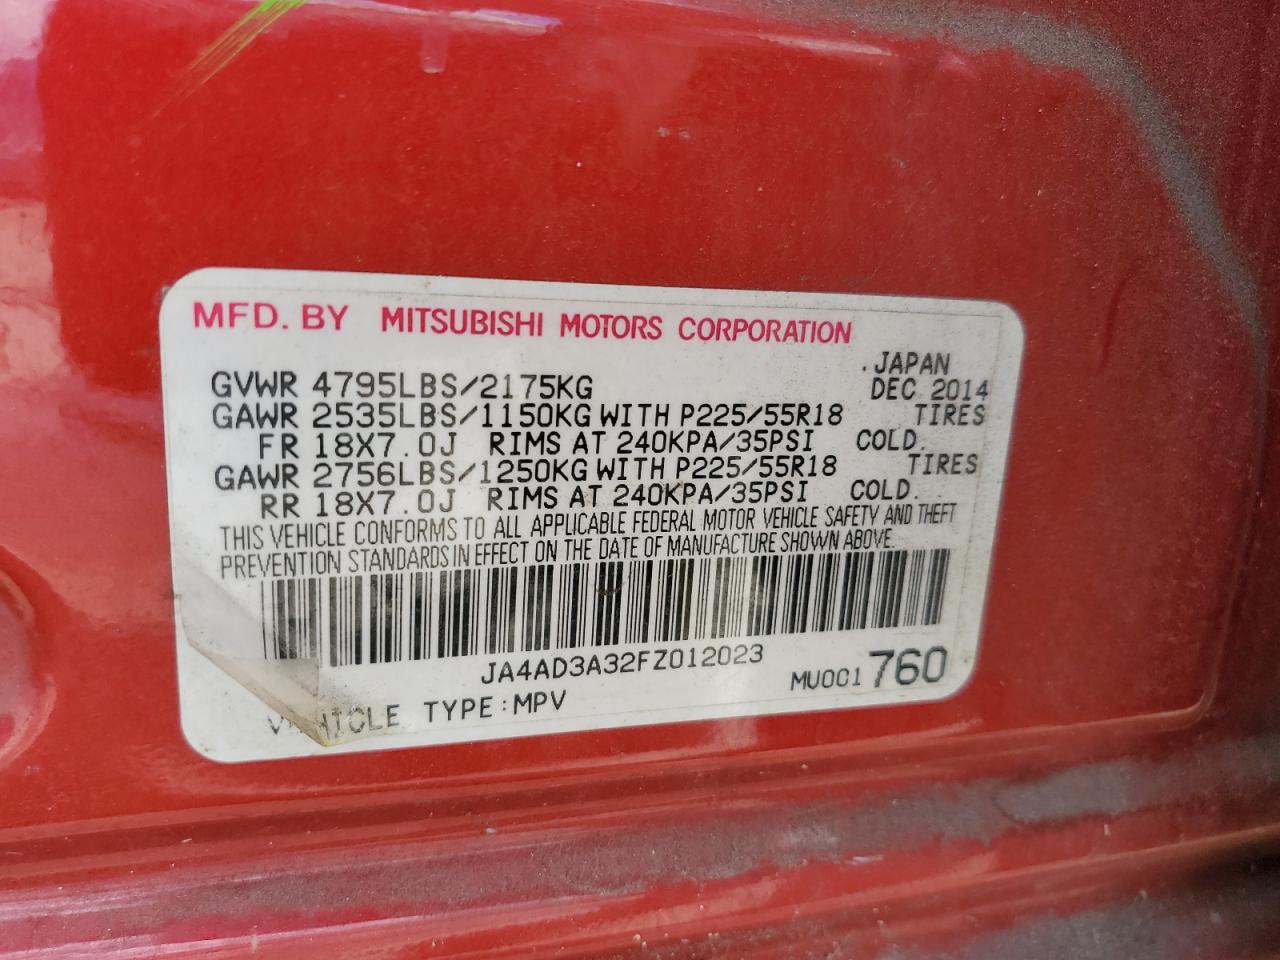 MFD. BY MITSUBISHI MOTORS CORPORATION
.JAPAN
GVWR 4795LBS/2175KG DEC 2014
GAWR 2535LBS/1150KG WITH P225/55R18 TIRES
FR 18X7.0J RIMS AT 240KPA/35PSI COLD.
GAWR 2756LBS/1250KG WITH P225/55R18 TIRES
RR 18X7.0J RIMS AT 240KPA/35PSI COLD.
THIS VEHICLE CONFORMS TO ALL APPLICABLE FEDERAL MOTOR VEHICLE SAFETY AND THEFT
PREVENTION STANDARDS IN EFFECT ON THE DATE OF MANUFACTURE SHOWN ABOVE.
JA4AD3A32FZ012023
VEHICLE TYPE:MPV MU0C1 760